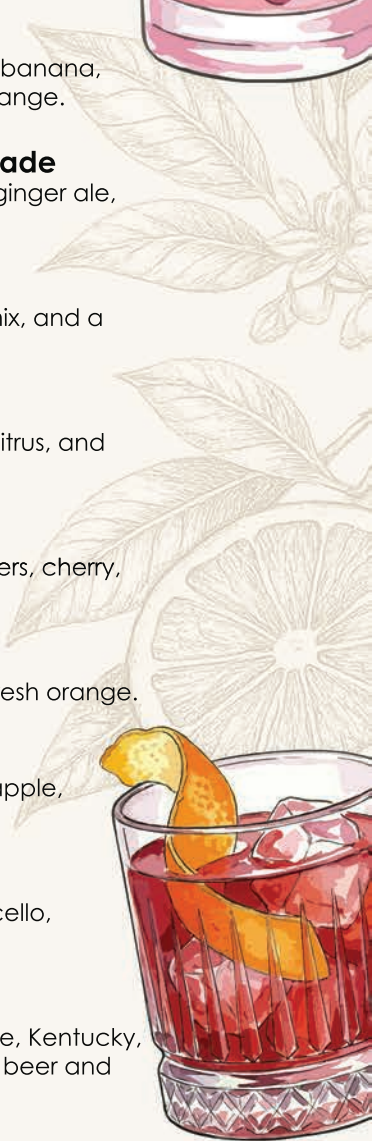 banana,
ange.
ade
ginger ale,
nix, and a
itrus, and
ers, cherry,
esh orange.
apple,
cello,
e, Kentucky,
beer and